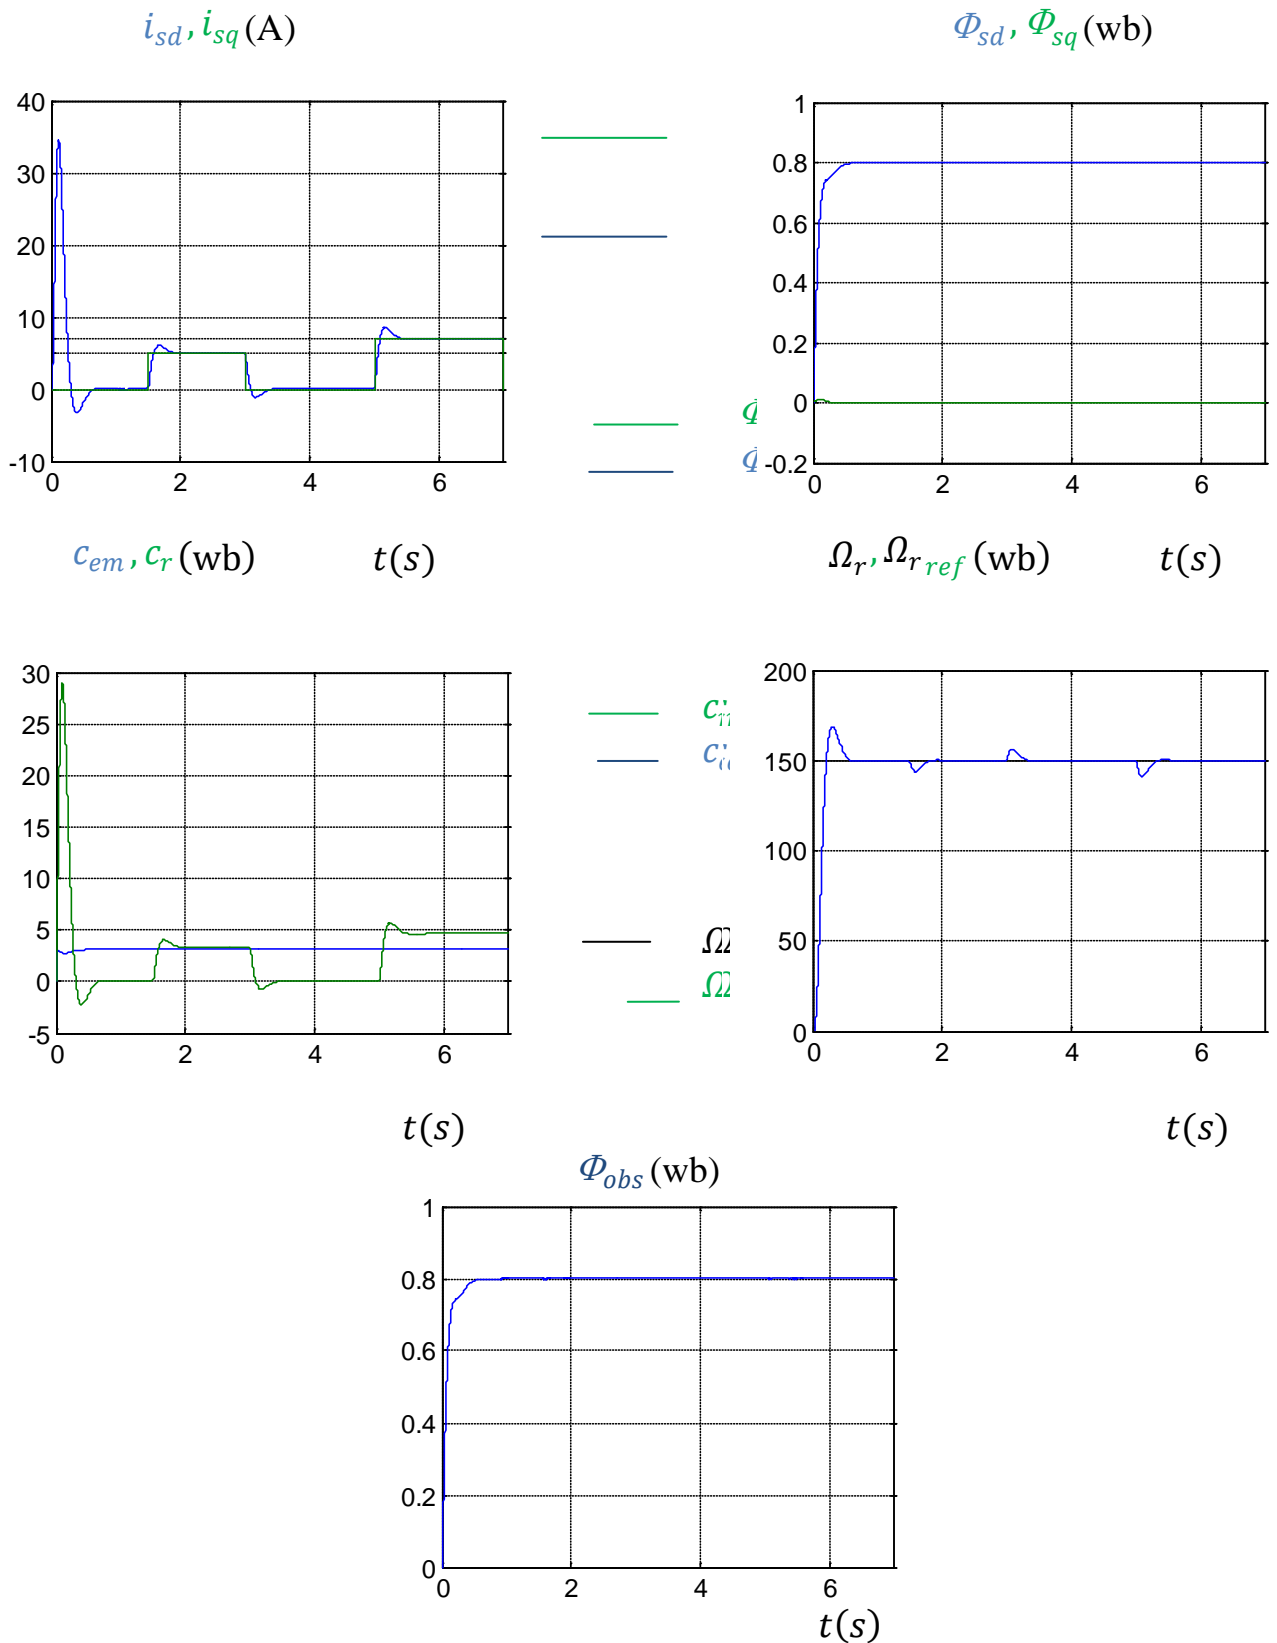 i_sd, i_sq (A)
Φ_sd, Φ_sq (wb)
40
30
20
10
0
-10
0 2 4 6
1
0.8
0.6
0.4
0.2
0
-0.2
0 2 4 6
c_em, c_r (wb) t(s)
Ω_r, Ω_r ref (wb) t(s)
30
25
20
15
10
5
0
-5
0 2 4 6
200
150
100
50
0
0 2 4 6
t(s)
t(s)
Φ_obs (wb)
1
0.8
0.6
0.4
0.2
0
0 2 4 6
t(s)